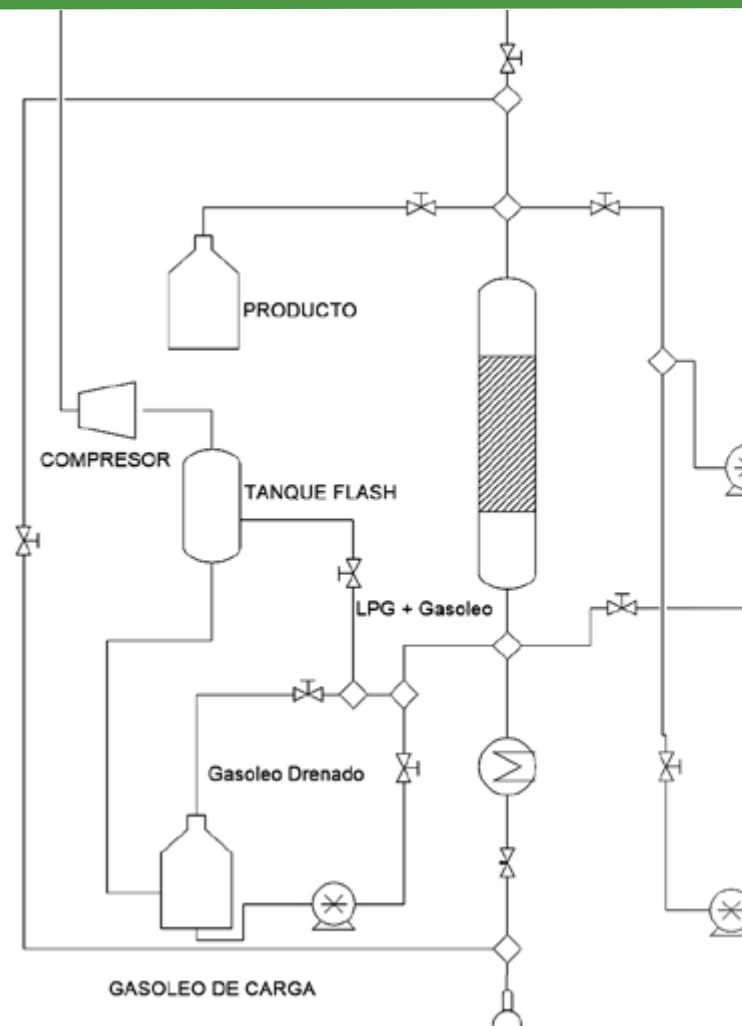 PRODUCTO
COMPRESOR
TANQUE FLASH
LPG + Gasoleo
Gasoleo Drenado
GASOLEO DE CARGA